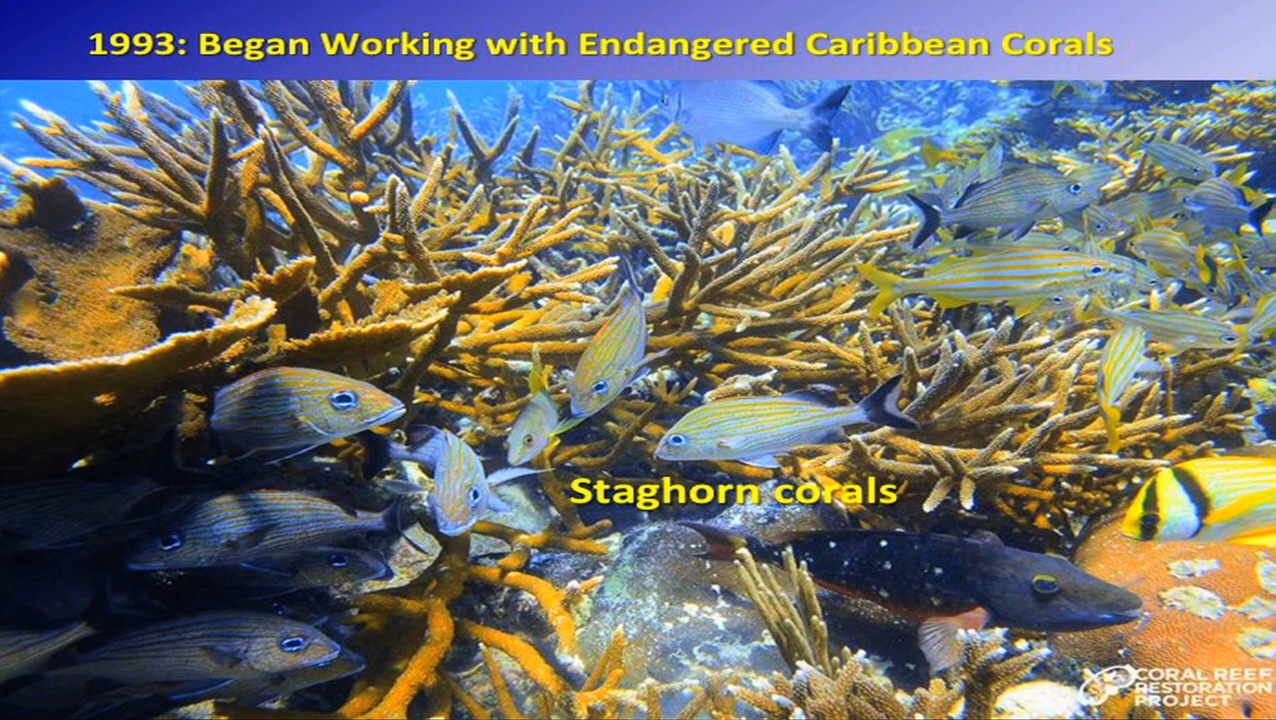 1993: Began Working with Endangered Caribbean Corals
Staghorn corals
CORAL REEF
RESTORATION
PROJECT